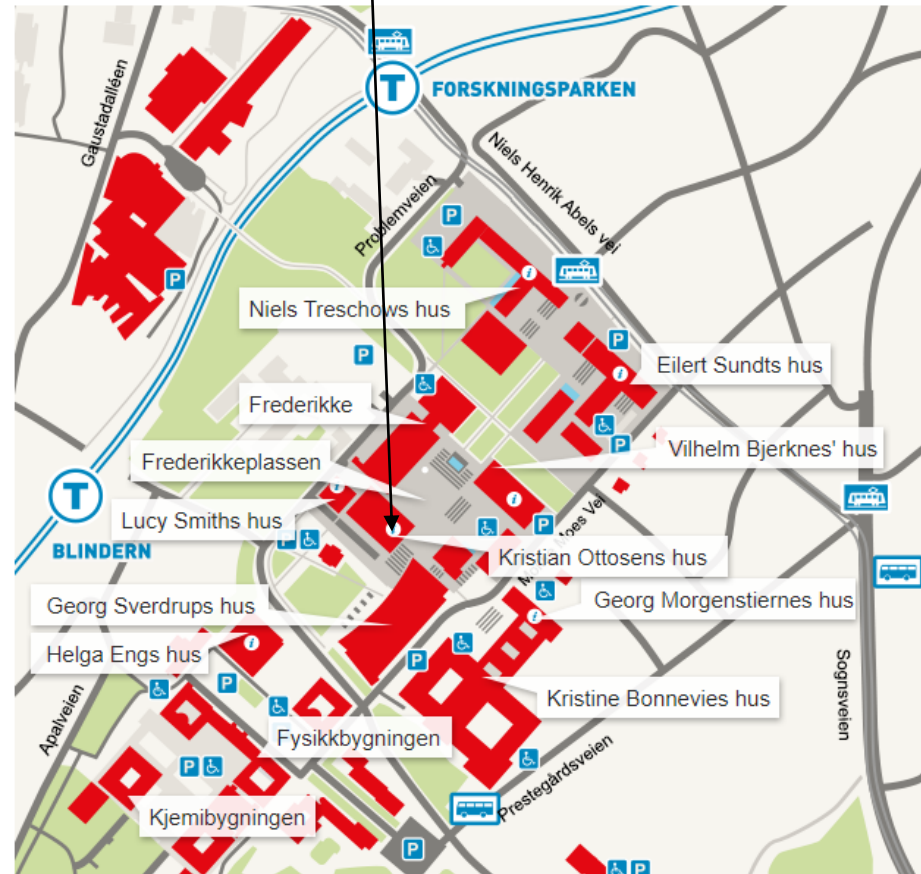 T
FORSKNINGSPARKEN
Gaustadalléen
Niels Henrik Abels vei
Problemveien
P
P
i
Niels Treschows hus
P
P
i
Eilert Sundts hus
Frederikke
P
Vilhelm Bjerknes' hus
Frederikkeplassen
T
BLINDERN
i
i
Lucy Smiths hus
P
P
i
Kristian Ottosens hus
Moes Vei
Georg Sverdrups hus
i
Georg Morgenstiernes hus
i
Helga Engs hus
P
P
Sognsveien
Kristine Bonnevies hus
Apalveien
Fysikkbygningen
P
Prestegårdsveien
Kjemibygningen
P
P